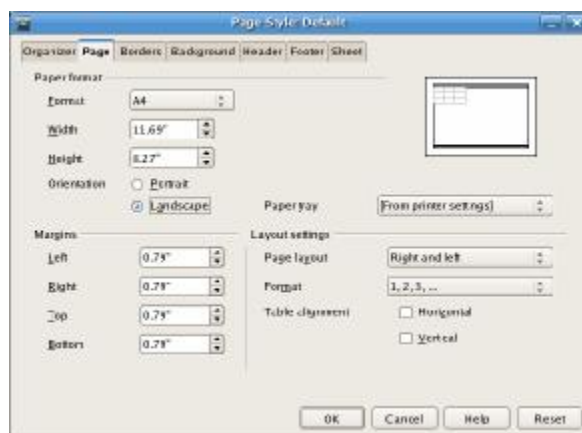 Page Style: Default
Organizer Page Borders Background Header Footer Sheet
Paper format
Format A4
Width 11.69"
Height 8.27"
Orientation Portrait
Landscape
Paper tray [From printer settings]
Margins
Left 0.79"
Right 0.79"
Top 0.79"
Bottom 0.79"
Layout settings
Page layout Right and left
Format 1, 2, 3, ...
Table alignment Horizontal
Vertical
OK Cancel Help Reset